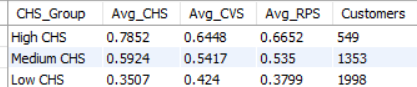 CHS_Group Avg_CHS Avg_CVS Avg_RPS Customers
High CHS 0.7852 0.6448 0.6652 549
Medium CHS 0.5924 0.5417 0.535 1353
Low CHS 0.3507 0.424 0.3799 1998